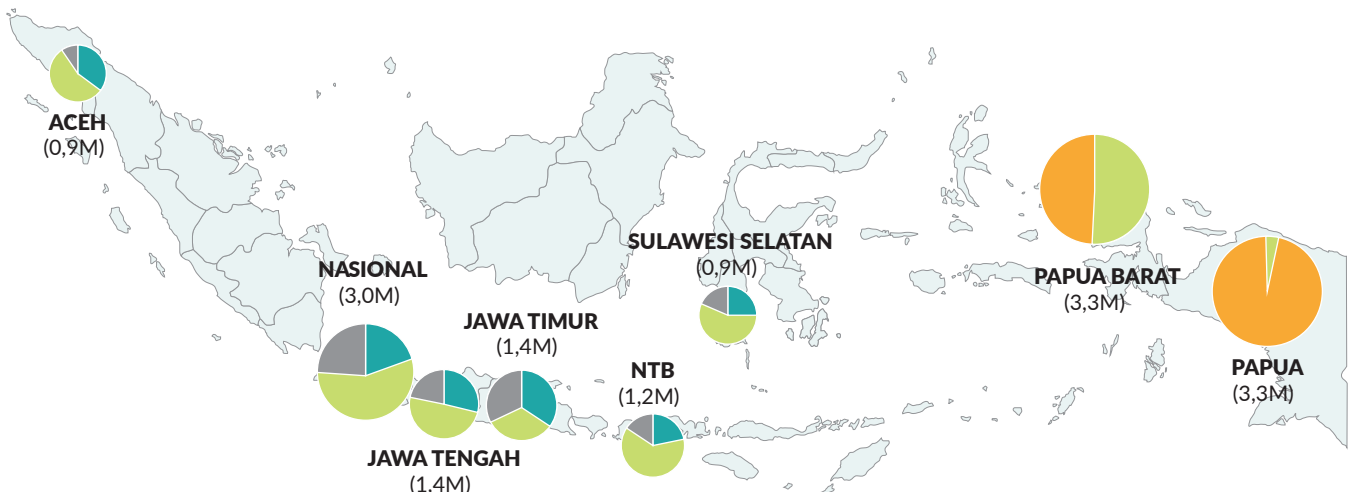 ACEH
(0,9M)
NASIONAL
(3,0M)
JAWA TENGAH
(1,4M)
JAWA TIMUR
(1,4M)
NTB
(1,2M)
SULAWESI SELATAN
(0,9M)
PAPUA BARAT
(3,3M)
PAPUA
(3,3M)